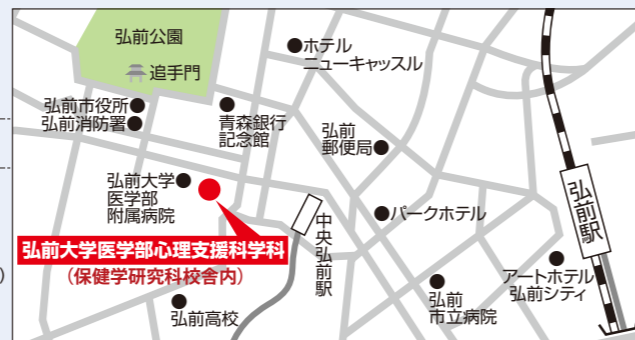 弘前公園
追手門
ホテル
ニューキャッスル
弘前市役所
弘前消防署
青森銀行
記念館
弘前
郵便局
弘前大学
医学部
附属病院
弘前駅
中央弘前駅
パークホテル
弘前大学医学部心理支援科学科
(保健学研究科校舎内)
)
アートホテル
弘前シティ
弘前
市立病院
弘前高校